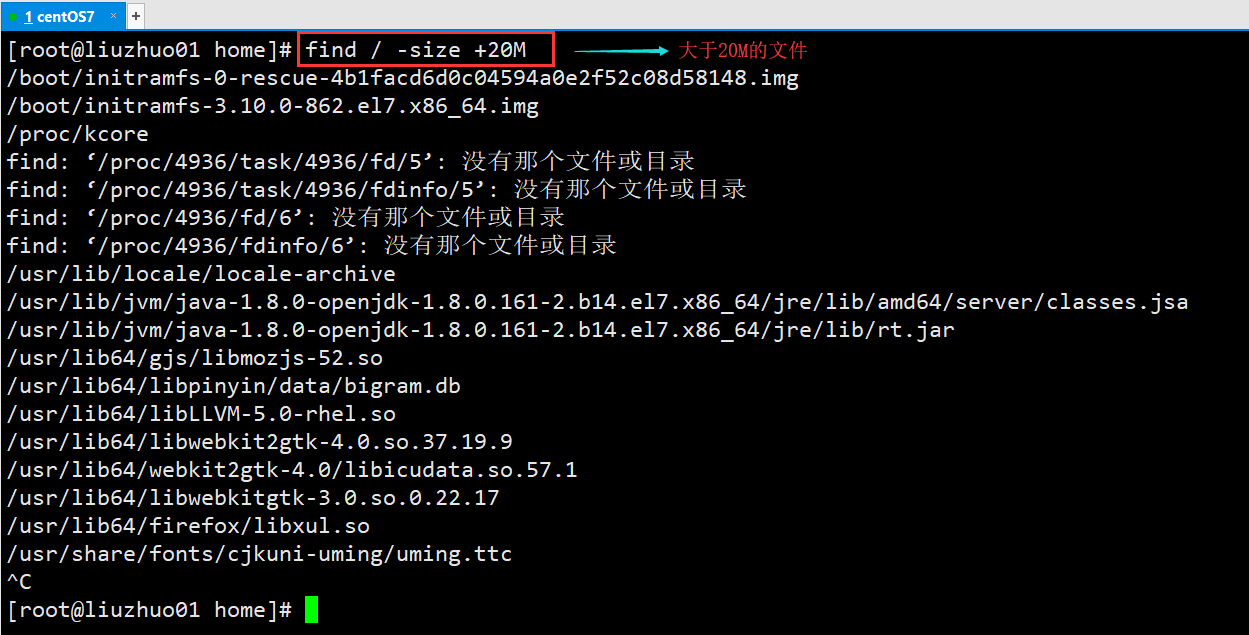 1 centOS7 × +
[root@liuzhuo01 home]# find / -size +20M 大于20M的文件
/boot/initramfs-0-rescue-4b1facd6d0c04594a0e2f52c08d58148.img
/boot/initramfs-3.10.0-862.el7.x86_64.img
/proc/kcore
find: ‘/proc/4936/task/4936/fd/5’: 没有那个文件或目录
find: ‘/proc/4936/task/4936/fdinfo/5’: 没有那个文件或目录
find: ‘/proc/4936/fd/6’: 没有那个文件或目录
find: ‘/proc/4936/fdinfo/6’: 没有那个文件或目录
/usr/lib/locale/locale-archive
/usr/lib/jvm/java-1.8.0-openjdk-1.8.0.161-2.b14.el7.x86_64/jre/lib/amd64/server/classes.jsa
/usr/lib/jvm/java-1.8.0-openjdk-1.8.0.161-2.b14.el7.x86_64/jre/lib/rt.jar
/usr/lib64/gjs/libmozjs-52.so
/usr/lib64/libpinyin/data/bigram.db
/usr/lib64/libLLVM-5.0-rhel.so
/usr/lib64/libwebkit2gtk-4.0.so.37.19.9
/usr/lib64/webkit2gtk-4.0/libicudata.so.57.1
/usr/lib64/libwebkitgtk-3.0.so.0.22.17
/usr/lib64/firefox/libxul.so
/usr/share/fonts/cjkuni-uming/uming.ttc
^C
[root@liuzhuo01 home]#